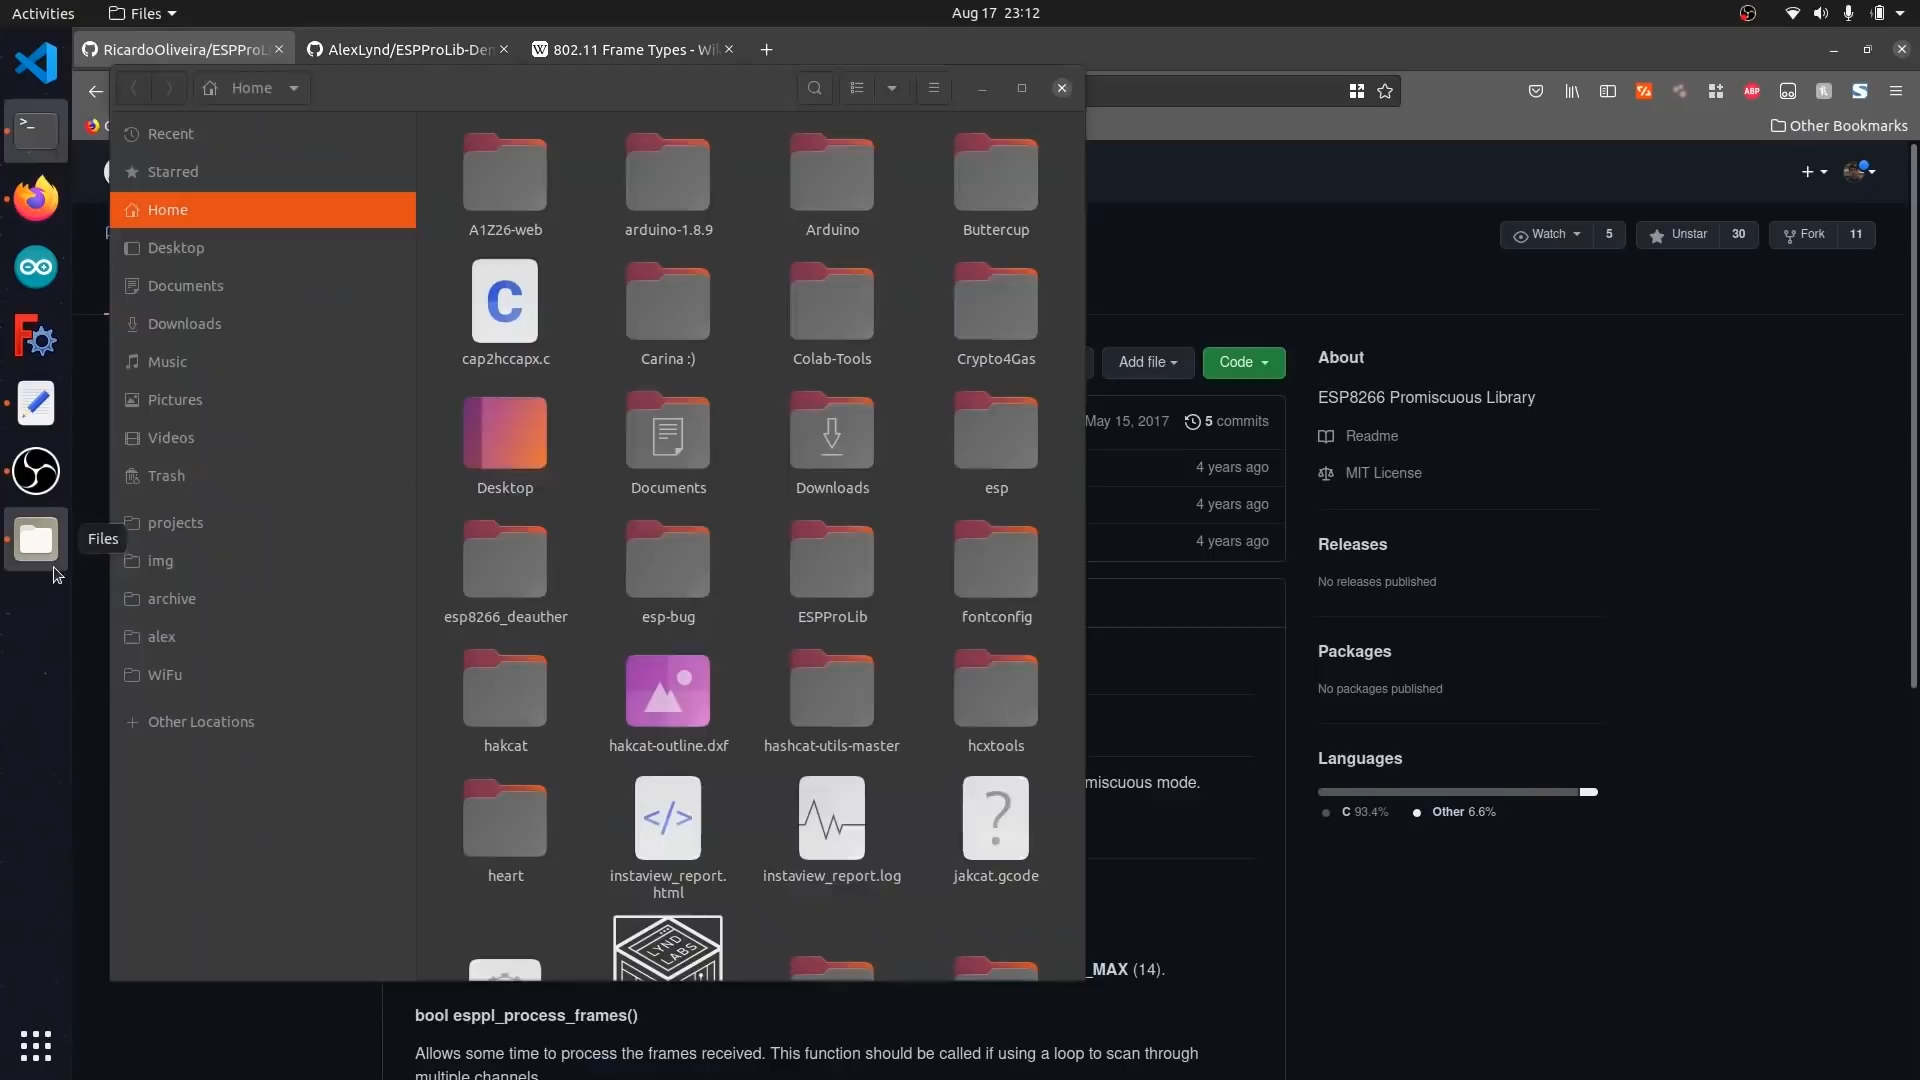 Activities
Files
Aug 17 23:12
RicardoOliveira/ESPProL
AlexLynd/ESPProLib-Den
802.11 Frame Types - Wi
Home
ABP
Other Bookmarks
Recent
Starred
Home
Desktop
Documents
Downloads
Music
Pictures
Videos
Trash
projects
img
archive
alex
WiFu
Other Locations
Files
A1Z26-web
arduino-1.8.9
Arduino
Buttercup
C
cap2hccapx.c
Carina :)
Colab-Tools
Crypto4Gas
Desktop
Documents
Downloads
esp
esp8266_deauther
esp-bug
ESPProLib
fontconfig
hakcat
hakcat-outline.dxf
hashcat-utils-master
hcxtools
heart
</>
instaview_report.
html
instaview_report.log
?
jakcat.gcode
LYND
LABS
Watch 5
Unstar 30
Fork 11
Add file
Code
May 15, 2017
5 commits
4 years ago
4 years ago
4 years ago
miscuous mode.
_MAX (14).
bool esppl_process_frames()
Allows some time to process the frames received. This function should be called if using a loop to scan through
multiple channels
About
ESP8266 Promiscuous Library
Readme
MIT License
Releases
No releases published
Packages
No packages published
Languages
C 93.4%
Other 6.6%